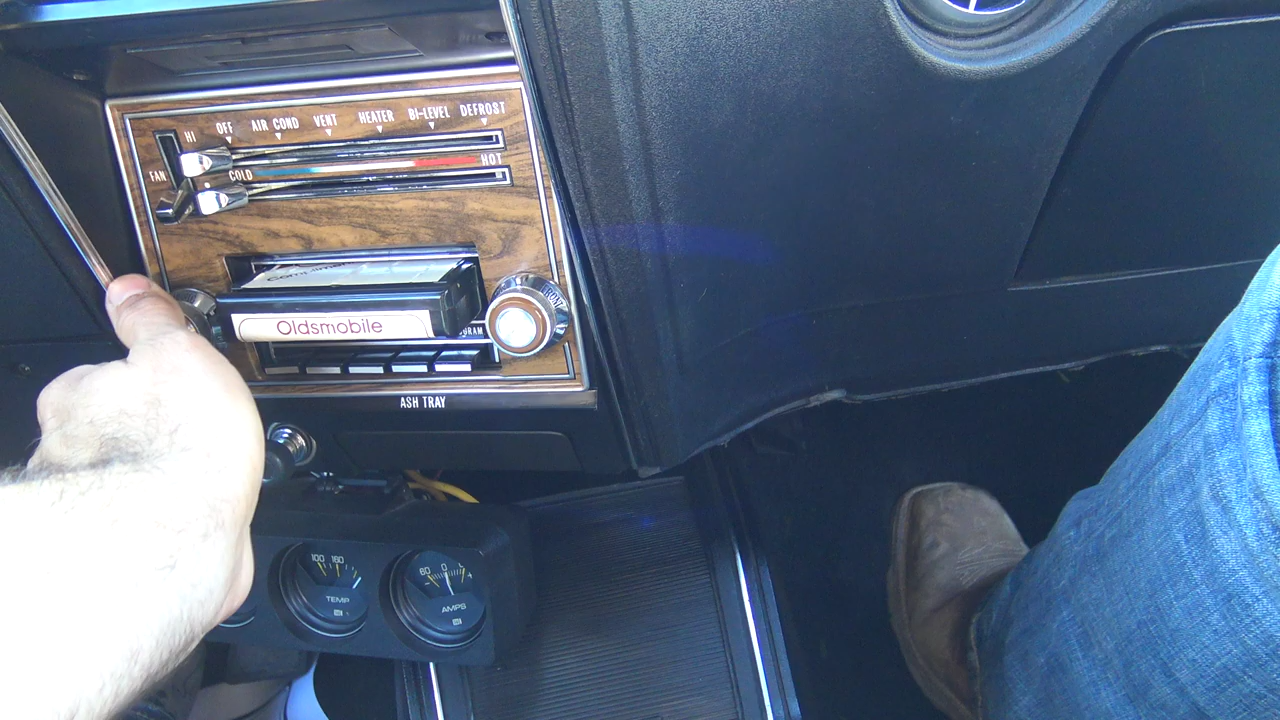 HI OFF AIR COND VENT HEATER BI-LEVEL DEFROST
FAN COLD HOT
Oldsmobile
ASH TRAY
100 160
TEMP
60 0
AMPS